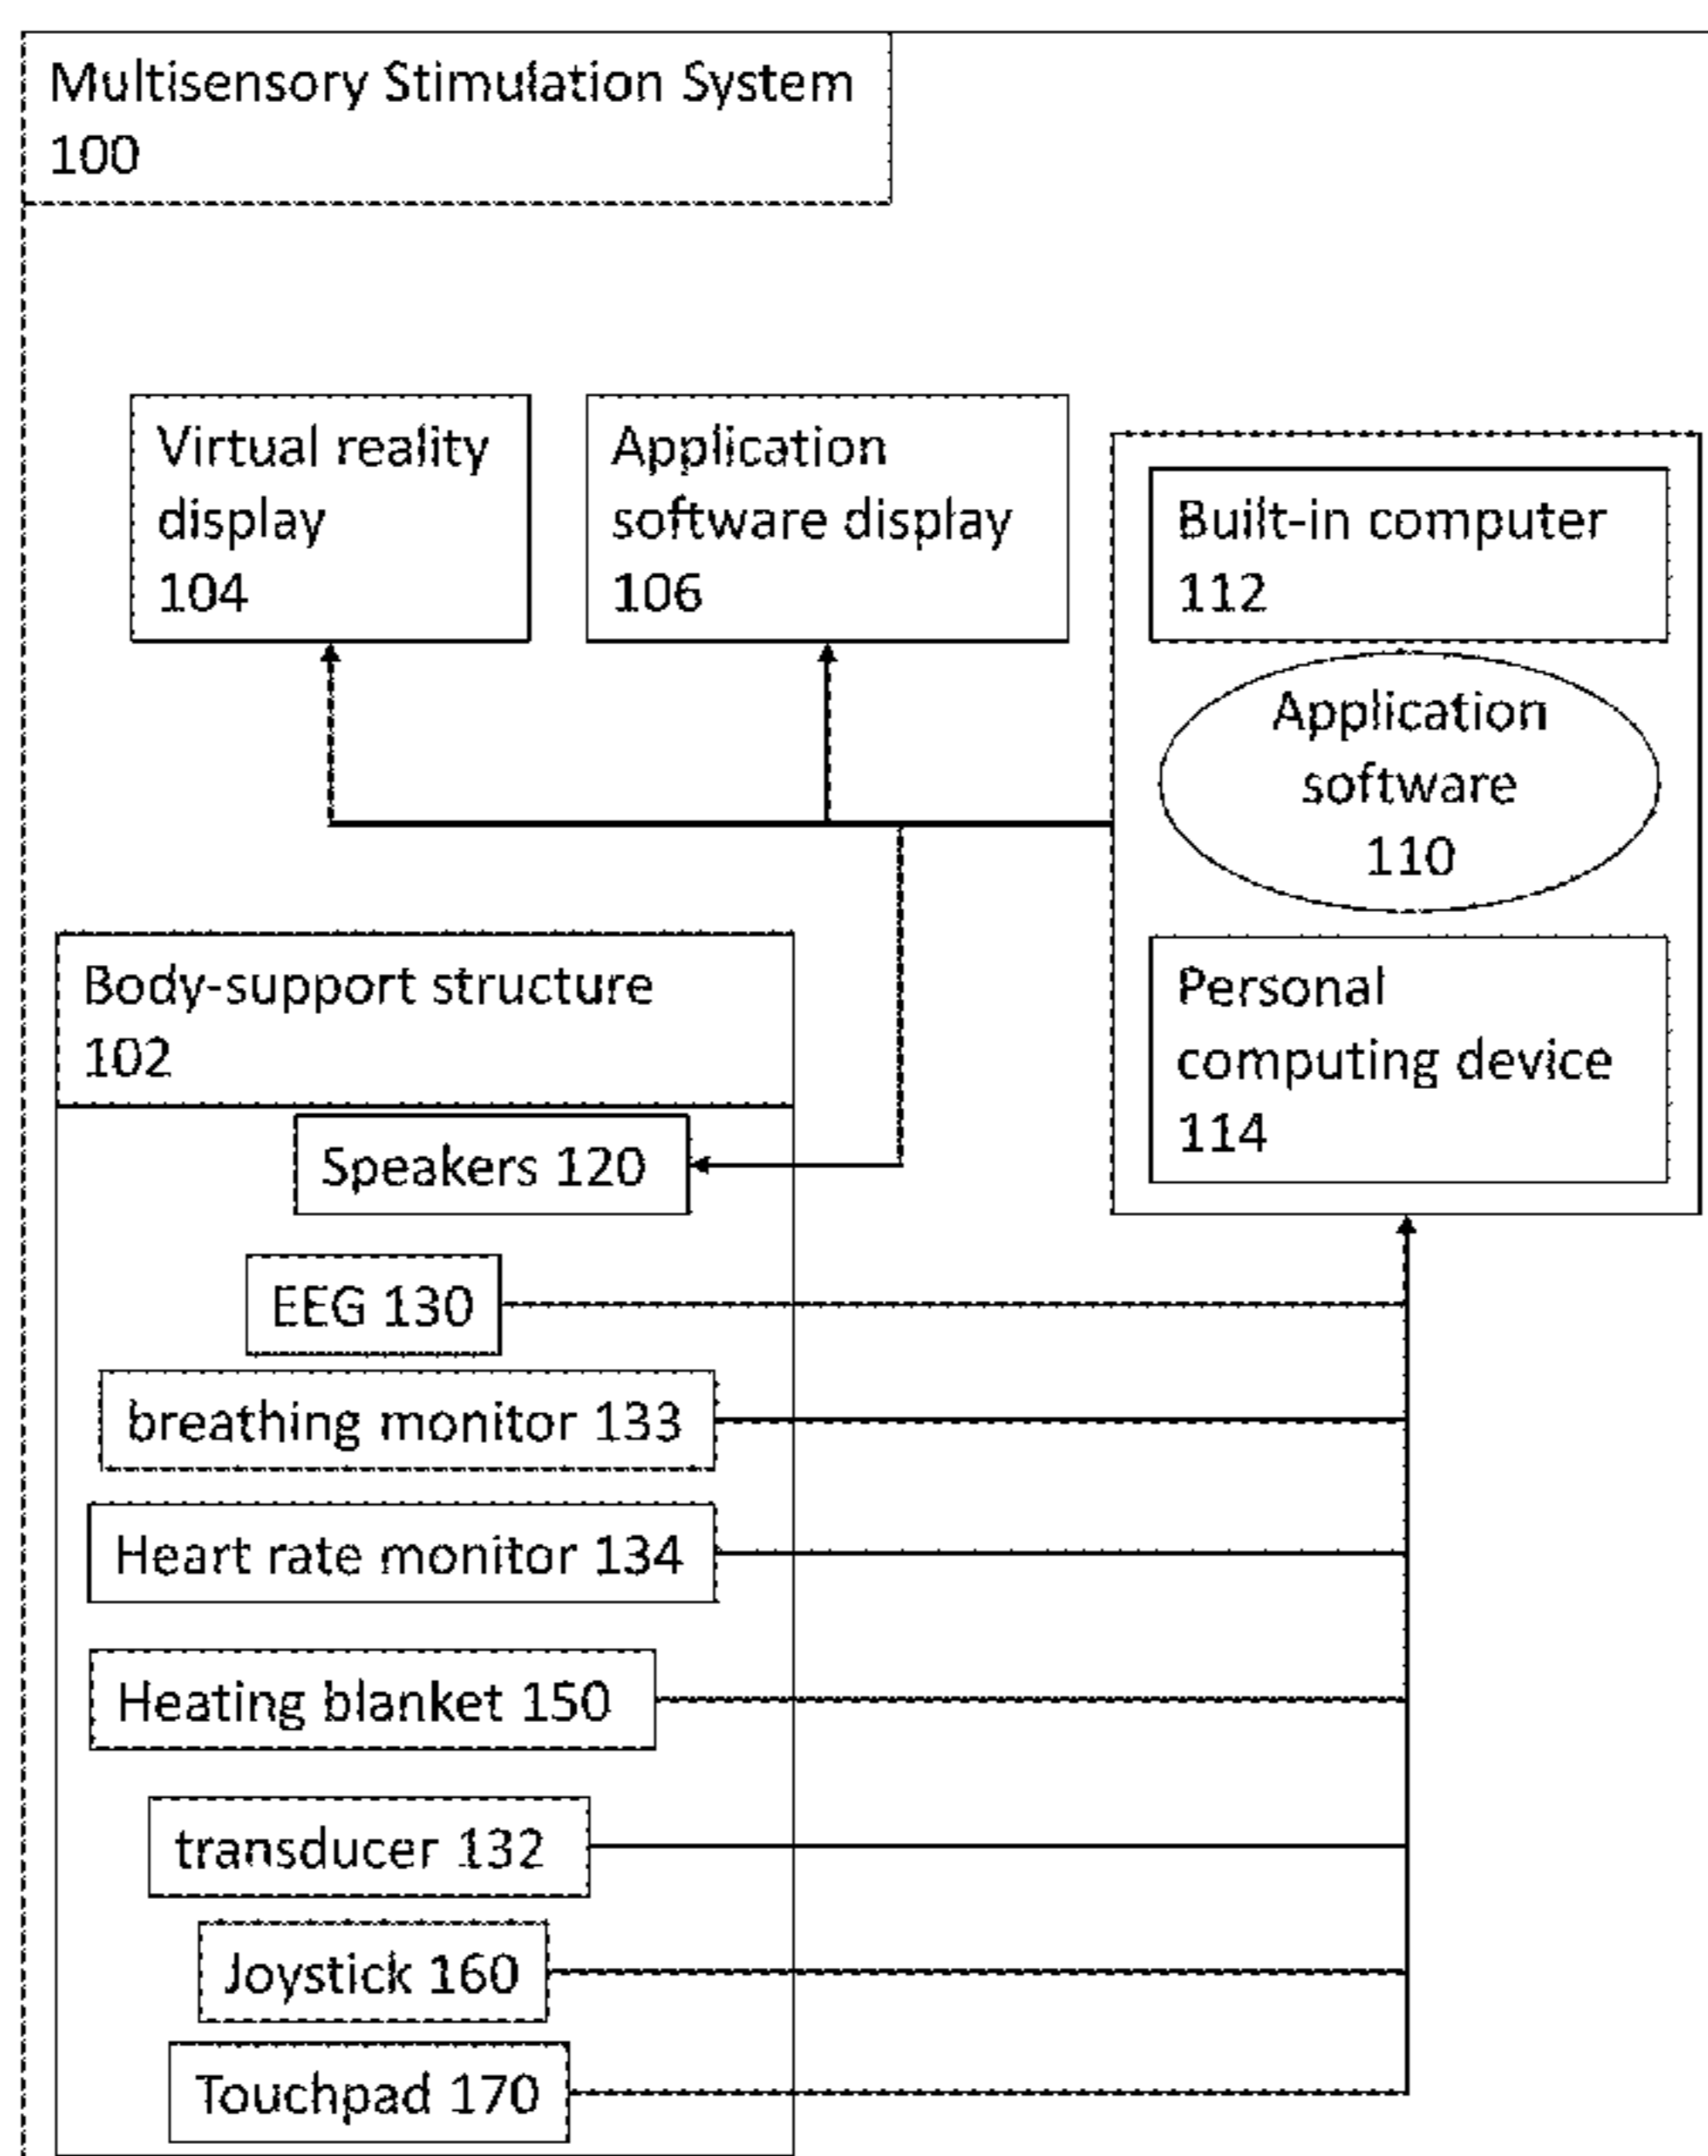 Multisensory Stimulation System
100
Virtual reality
display
104
Application
software display
106
Built-in computer
112
Application
software
110
Personal
computing device
114
Body-support structure
102
Speakers 120
EEG 130
breathing monitor 133
Heart rate monitor 134
Heating blanket 150
transducer 132
Joystick 160
Touchpad 170